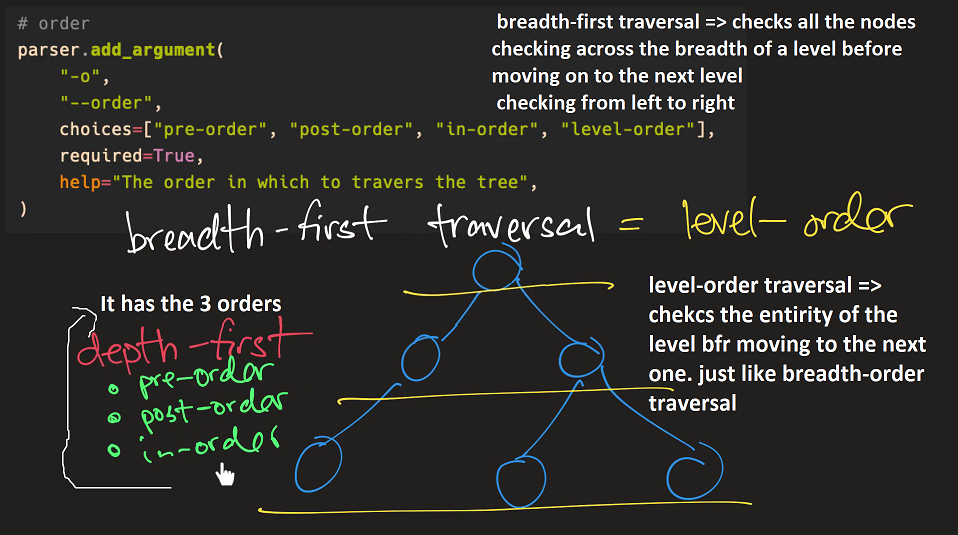 # order
parser.add_argument(
"-o",
"--order",
choices=["pre-order", "post-order", "in-order", "level-order"],
required=True,
help="The order in which to travers the tree",
)
breadth-first traversal => checks all the nodes
checking across the breadth of a level before
moving on to the next level
checking from left to right
breadth-first traversal = level-order
It has the 3 orders
depth-first
pre-order
post-order
in-order
level-order traversal =>
chekcs the entirity of the
level bfr moving to the next
one. just like breadth-order
traversal